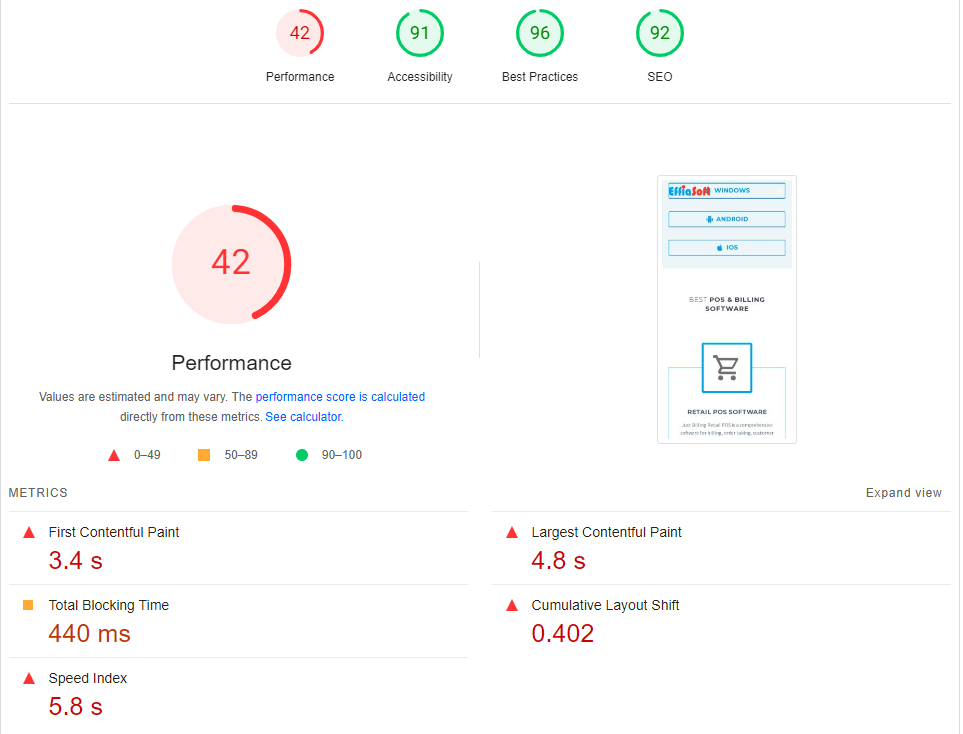 42
91
96
92
Performance
Accessibility
Best Practices
SEO
42
Performance
Values are estimated and may vary. The performance score is calculated
directly from these metrics. See calculator.
0–49
50–89
90–100
EffiaSoft WINDOWS
ANDROID
IOS
BEST POS & BILLING
SOFTWARE
RETAIL POS SOFTWARE
Just Billing Retail POS is a comprehensive
software for billing, order taking, customer
METRICS
Expand view
First Contentful Paint
3.4 s
Largest Contentful Paint
4.8 s
Total Blocking Time
440 ms
Cumulative Layout Shift
0.402
Speed Index
5.8 s